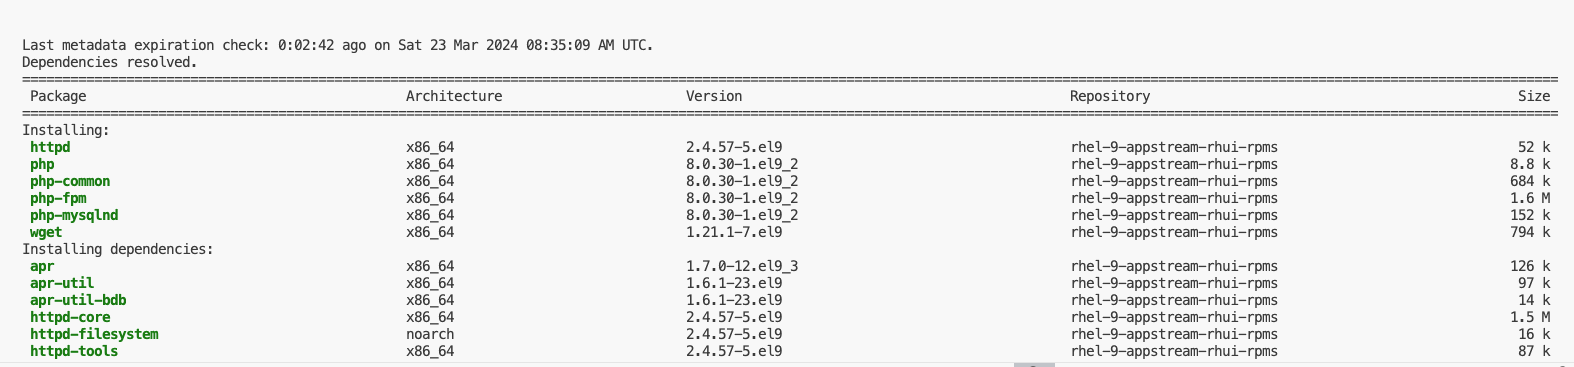 Last metadata expiration check: 0:02:42 ago on Sat 23 Mar 2024 08:35:09 AM UTC.
Dependencies resolved.
Package Architecture Version Repository Size
Installing:
httpd x86_64 2.4.57-5.el9 rhel-9-appstream-rhui-rpms 52 k
php x86_64 8.0.30-1.el9_2 rhel-9-appstream-rhui-rpms 8.8 k
php-common x86_64 8.0.30-1.el9_2 rhel-9-appstream-rhui-rpms 684 k
php-fpm x86_64 8.0.30-1.el9_2 rhel-9-appstream-rhui-rpms 1.6 M
php-mysqlnd x86_64 8.0.30-1.el9_2 rhel-9-appstream-rhui-rpms 152 k
wget x86_64 1.21.1-7.el9 rhel-9-appstream-rhui-rpms 794 k
Installing dependencies:
apr x86_64 1.7.0-12.el9_3 rhel-9-appstream-rhui-rpms 126 k
apr-util x86_64 1.6.1-23.el9 rhel-9-appstream-rhui-rpms 97 k
apr-util-bdb x86_64 1.6.1-23.el9 rhel-9-appstream-rhui-rpms 14 k
httpd-core x86_64 2.4.57-5.el9 rhel-9-appstream-rhui-rpms 1.5 M
httpd-filesystem noarch 2.4.57-5.el9 rhel-9-appstream-rhui-rpms 16 k
httpd-tools x86_64 2.4.57-5.el9 rhel-9-appstream-rhui-rpms 87 k